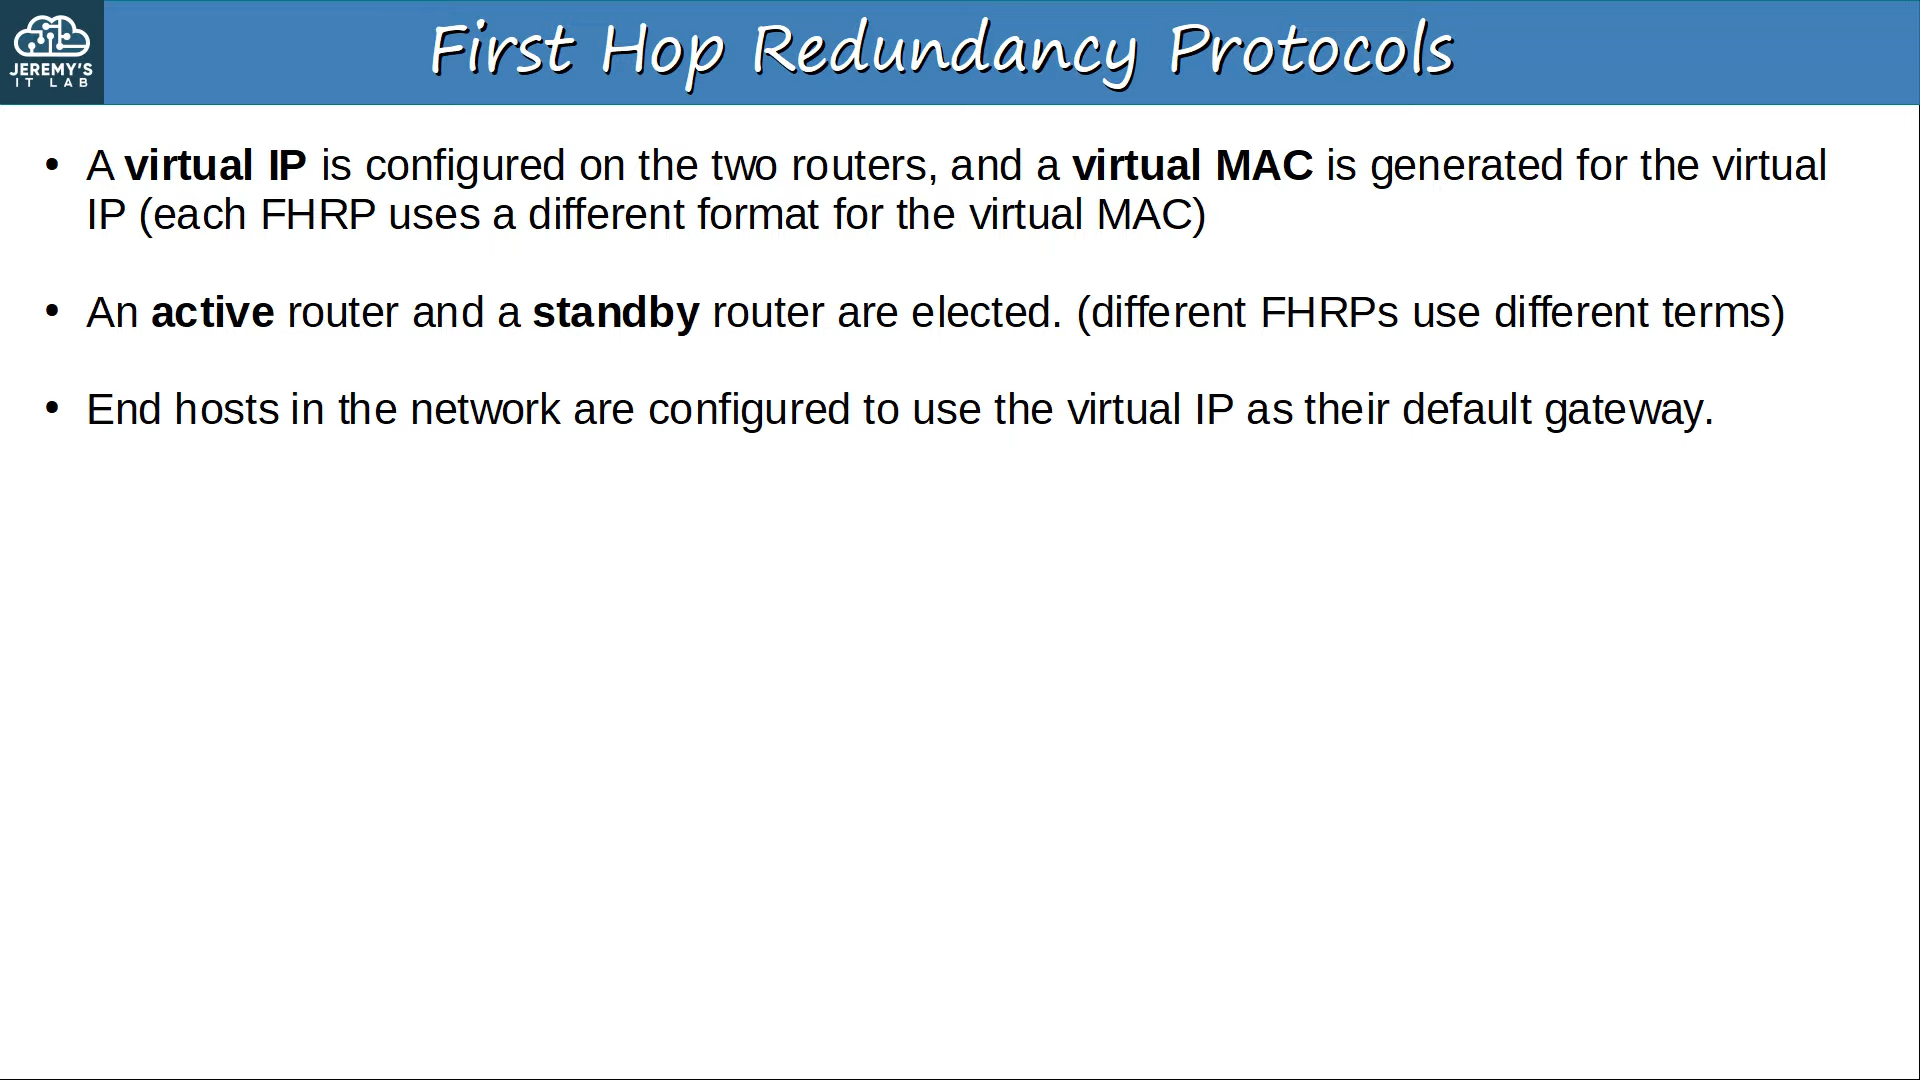 JEREMY'S
IT LAB
First Hop Redundancy Protocols
• A virtual IP is configured on the two routers, and a virtual MAC is generated for the virtual
IP (each FHRP uses a different format for the virtual MAC)
• An active router and a standby router are elected. (different FHRPs use different terms)
• End hosts in the network are configured to use the virtual IP as their default gateway.